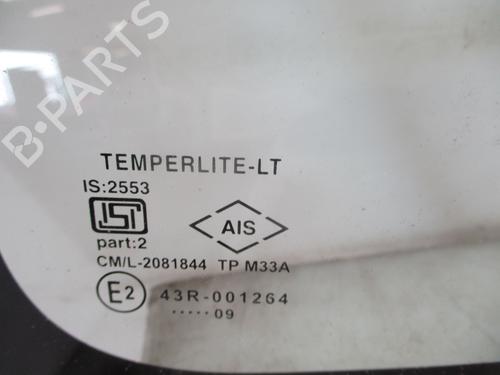 B-PARTS
TEMPERLITE-LT
IS:2553
ISI
AIS
part:2
CM/L-2081844 TP M33A
E2 43R-001264
.....09